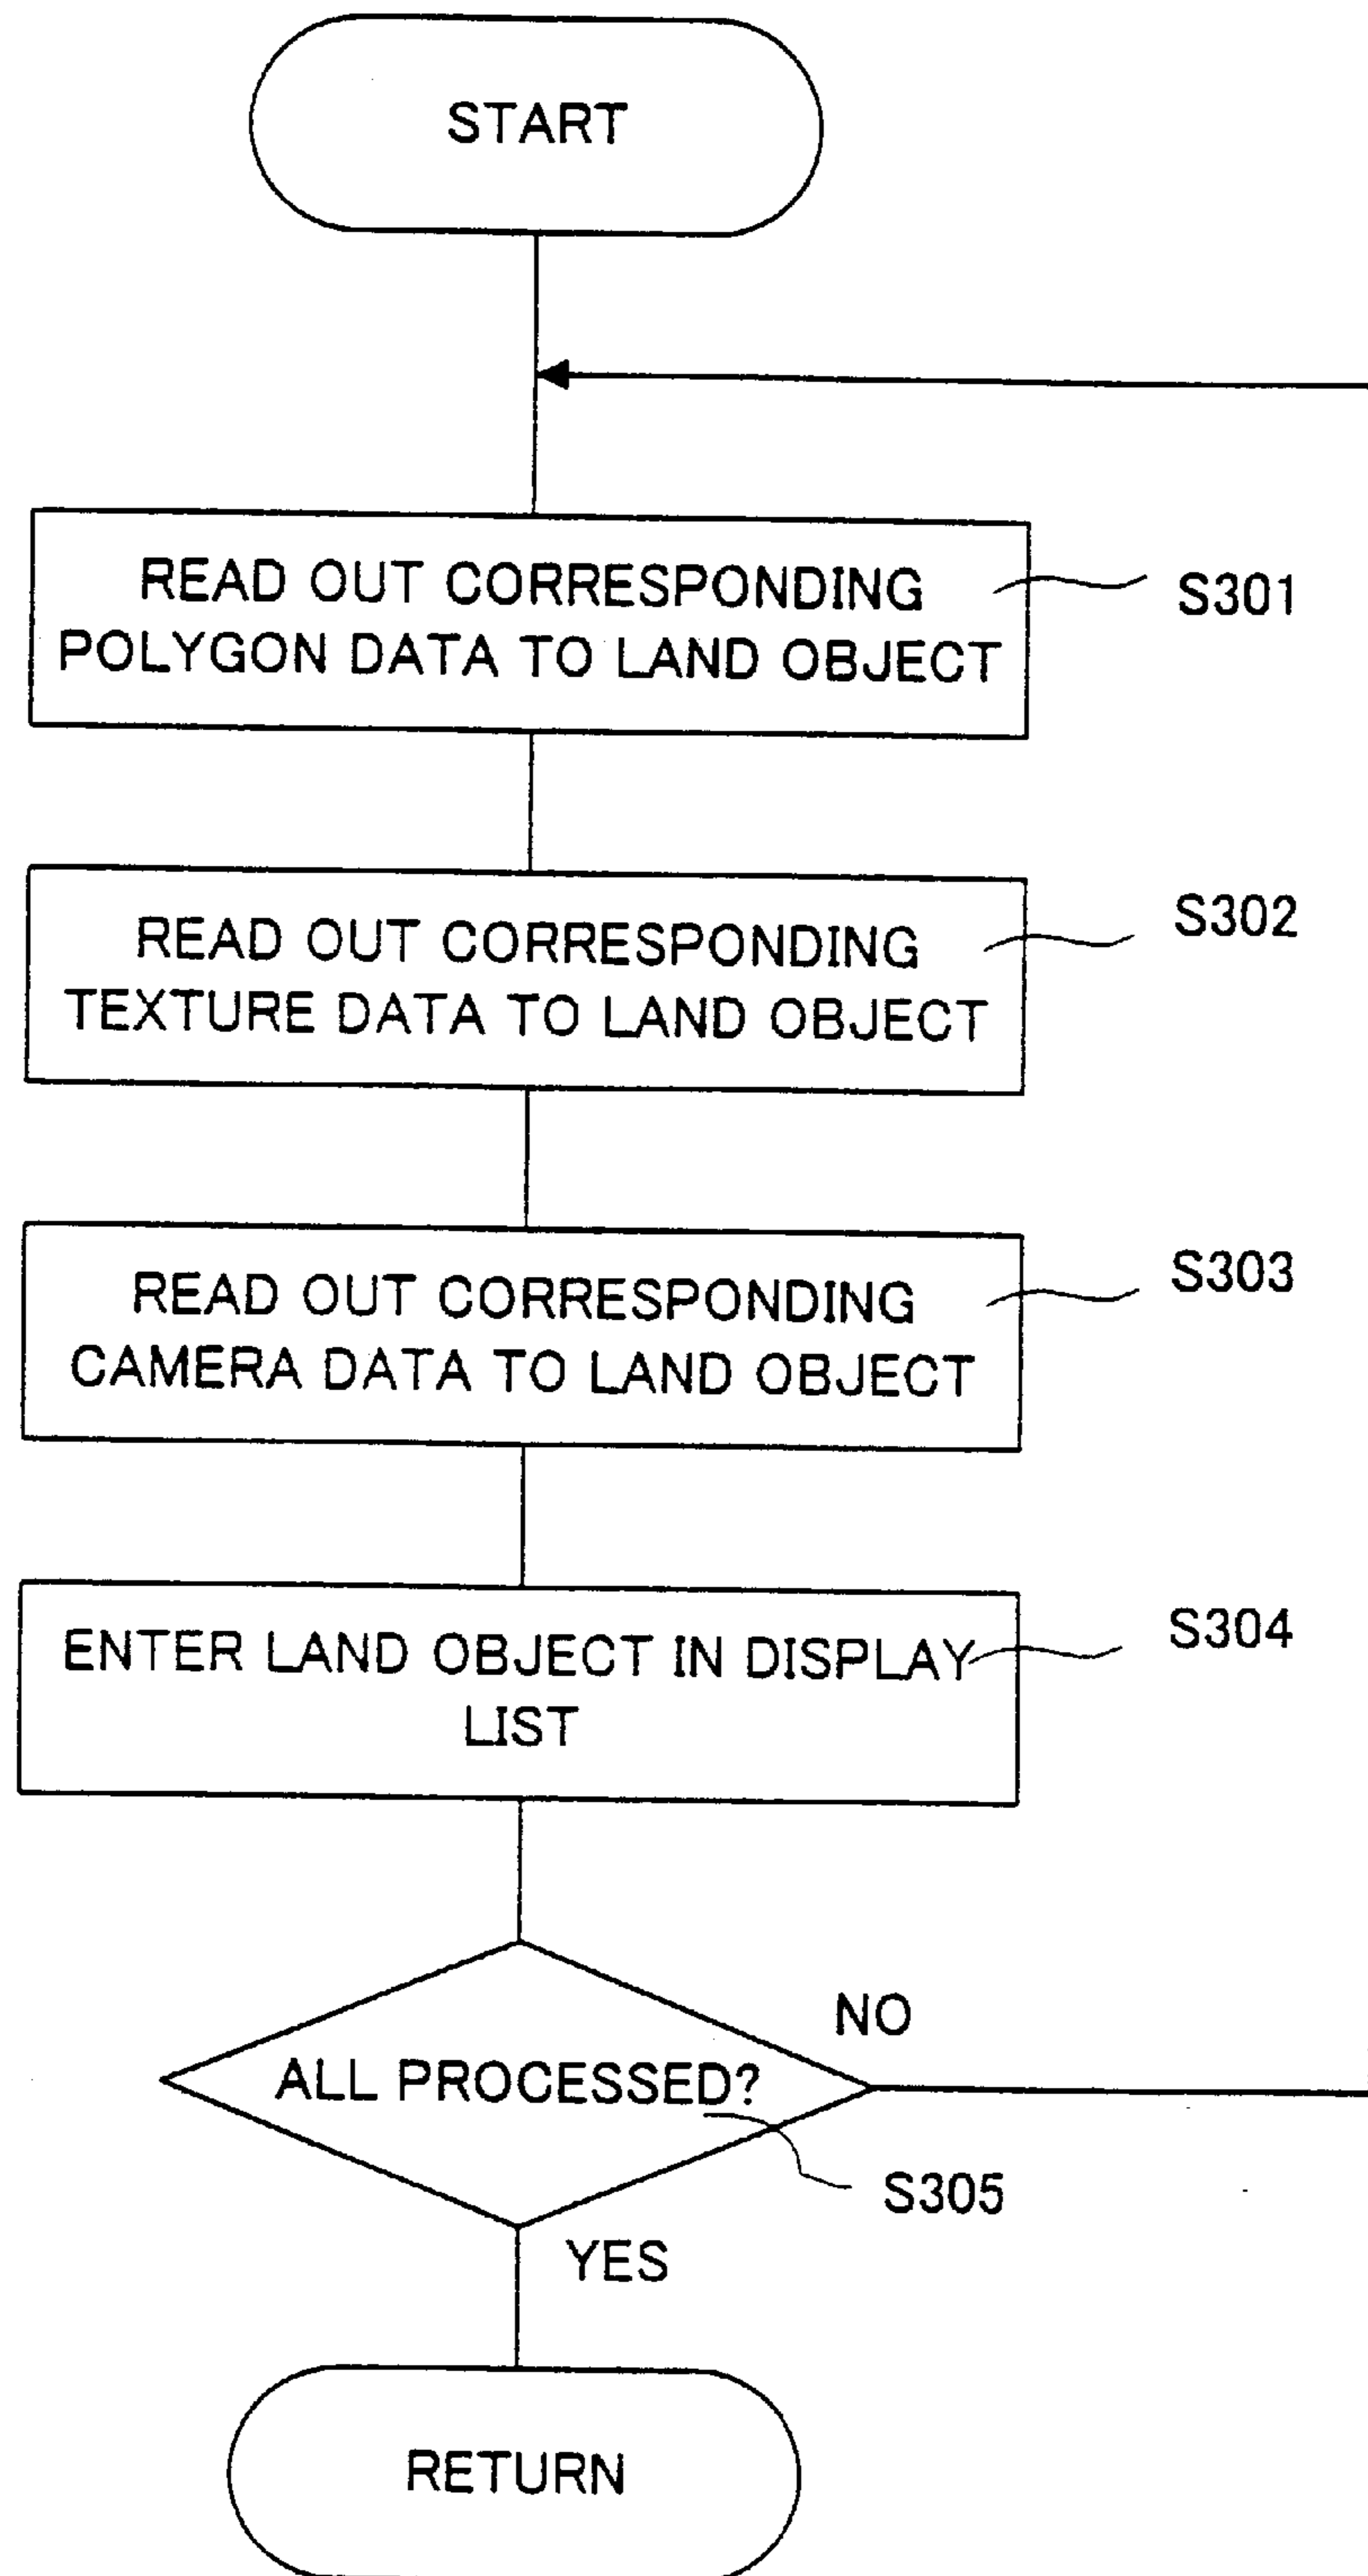 START
READ OUT CORRESPONDING
POLYGON DATA TO LAND OBJECT
S301
READ OUT CORRESPONDING
TEXTURE DATA TO LAND OBJECT
S302
READ OUT CORRESPONDING
CAMERA DATA TO LAND OBJECT
S303
ENTER LAND OBJECT IN DISPLAY
LIST
S304
ALL PROCESSED?
NO
S305
YES
RETURN